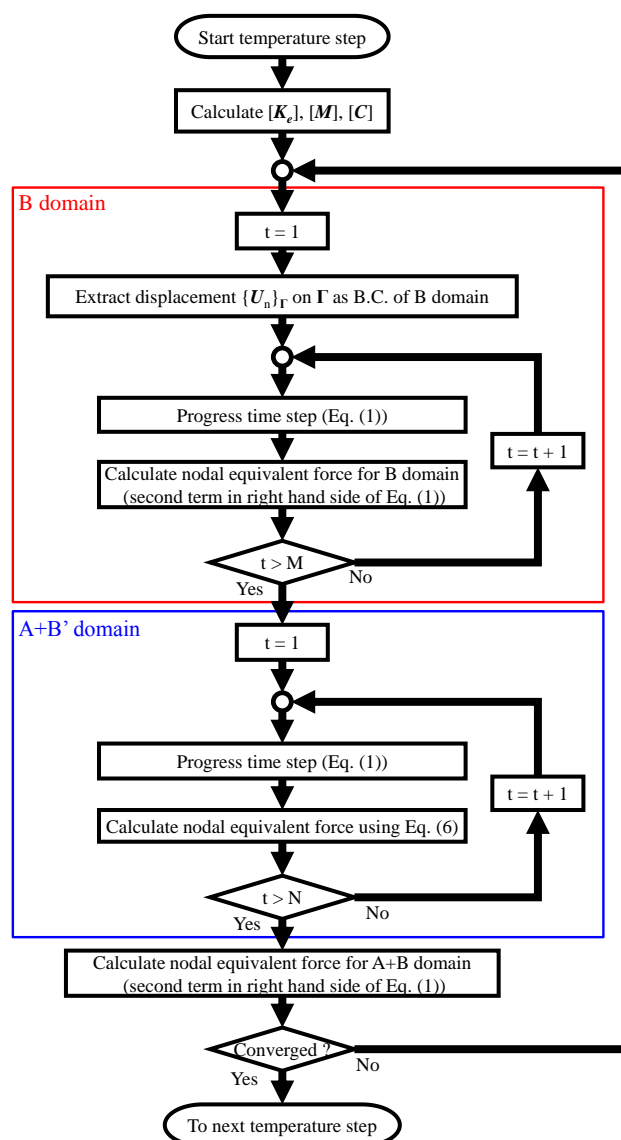 Start temperature step
Calculate [Kₑ], [M], [C]
B domain
t = 1
Extract displacement {Uₙ}_Γ on Γ as B.C. of B domain
Progress time step (Eq. (1))
t = t + 1
Calculate nodal equivalent force for B domain
(second term in right hand side of Eq. (1))
t > M
Yes
No
A+B’ domain
t = 1
Progress time step (Eq. (1))
t = t + 1
Calculate nodal equivalent force using Eq. (6)
t > N
Yes
No
Calculate nodal equivalent force for A+B domain
(second term in right hand side of Eq. (1))
Converged ?
Yes
No
To next temperature step